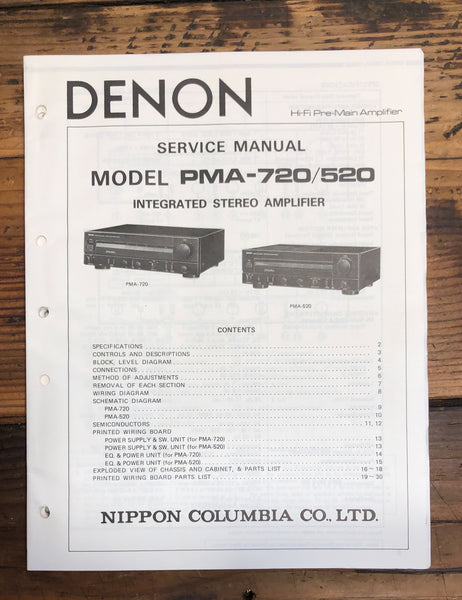 DENON
Hi-Fi Pre-Main Amplifier
SERVICE MANUAL
MODEL PMA-720/520
INTEGRATED STEREO AMPLIFIER
PMA-720
PMA-520
CONTENTS
SPECIFICATIONS 2
CONTROLS AND DESCRIPTIONS 3
BLOCK, LEVEL DIAGRAM 4
CONNECTIONS 5
METHOD OF ADJUSTMENTS 6
REMOVAL OF EACH SECTION 7
WIRING DIAGRAM 8
SCHEMATIC DIAGRAM
PMA-720 9
PMA-520 10
SEMICONDUCTORS 11, 12
PRINTED WIRING BOARD
POWER SUPPLY & SW. UNIT (for PMA-720) 13
POWER SUPPLY & SW. UNIT (for PMA-520) 13
EQ. & POWER UNIT (for PMA-720) 14
EQ. & POWER UNIT (for PMA-520) 15
EXPLODED VIEW OF CHASSIS AND CABINET, & PARTS LIST 16 ~ 18
PRINTED WIRING BOARD PARTS LIST 19 ~ 30
NIPPON COLUMBIA CO., LTD.